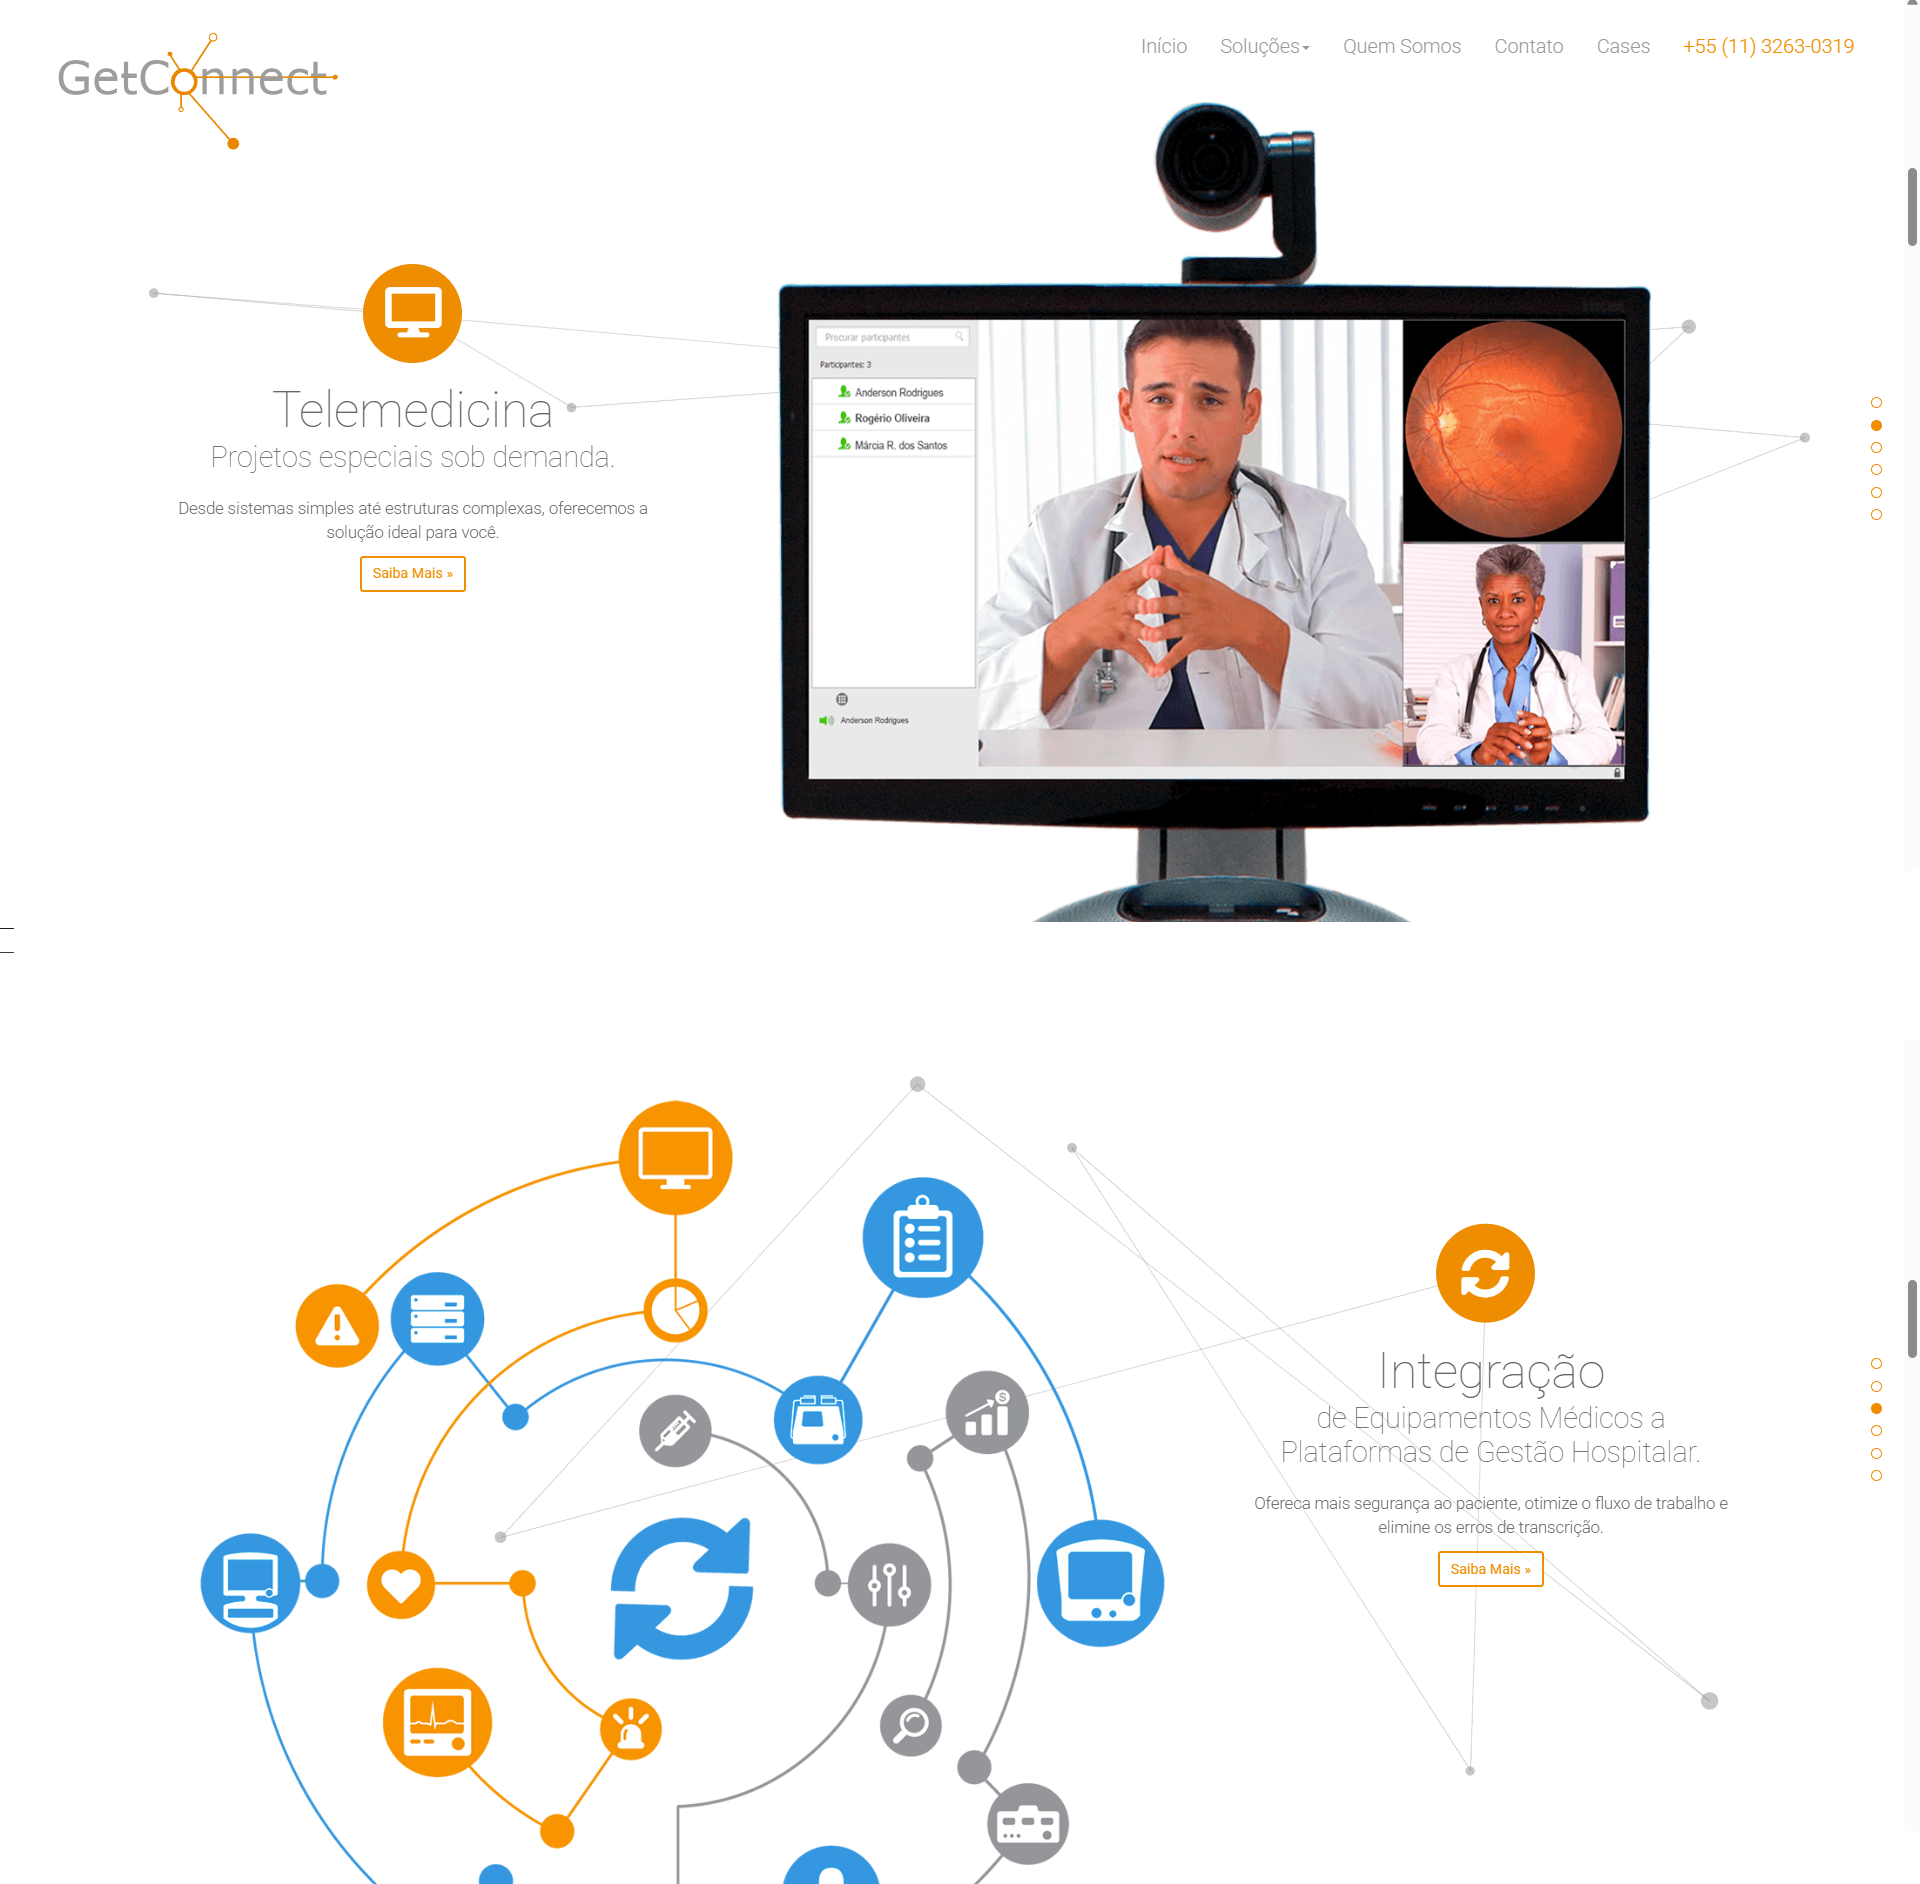 GetConnect
Início Soluções Quem Somos Contato Cases +55 (11) 3263-0319
Telemedicina
Projetos especiais sob demanda.
Desde sistemas simples até estruturas complexas, oferecemos a
solução ideal para você.
Saiba Mais »
Procurar participantes
Participantes: 3
Anderson Rodrigues
Rogério Oliveira
Márcia R. dos Santos
Anderson Rodrigues
Integração
de Equipamentos Médicos a
Plataformas de Gestão Hospitalar.
Ofereca mais segurança ao paciente, otimize o fluxo de trabalho e
elimine os erros de transcrição.
Saiba Mais »
$